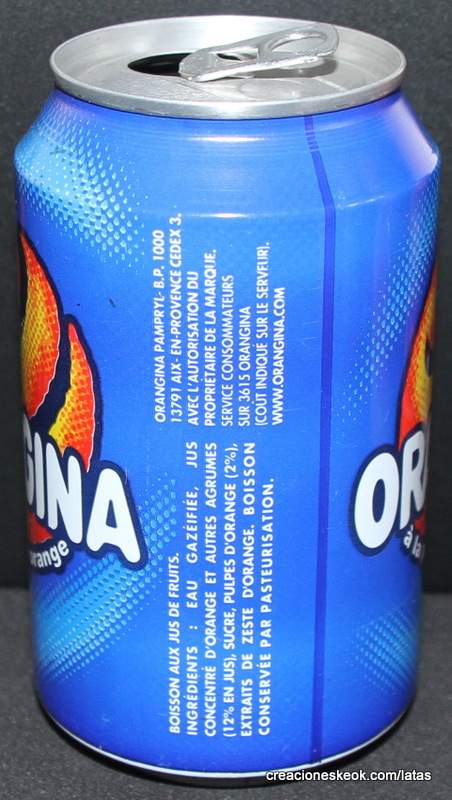 BOISSON AUX JUS DE FRUITS.
INGRÉDIENTS : EAU GAZÉIFIÉE, JUS
CONCENTRÉ D'ORANGE ET AUTRES AGRUMES
(12% EN JUS), SUCRE, PULPES D'ORANGE (2%),
EXTRAITS DE ZESTE D'ORANGE. BOISSON
CONSERVÉE PAR PASTEURISATION.
ORANGINA PAMPRYL- B.P. 1000
13791 AIX - EN-PROVENCE CEDEX 3.
AVEC L'AUTORISATION DU
PROPRIÉTAIRE DE LA MARQUE.
SERVICE CONSOMMATEURS
SUR 3615 ORANGINA
(COUT INDIQUÉ SUR LE SERVEUR).
WWW.ORANGINA.COM
GINA
orange
OR
à la
creacioneskeok.com/latas